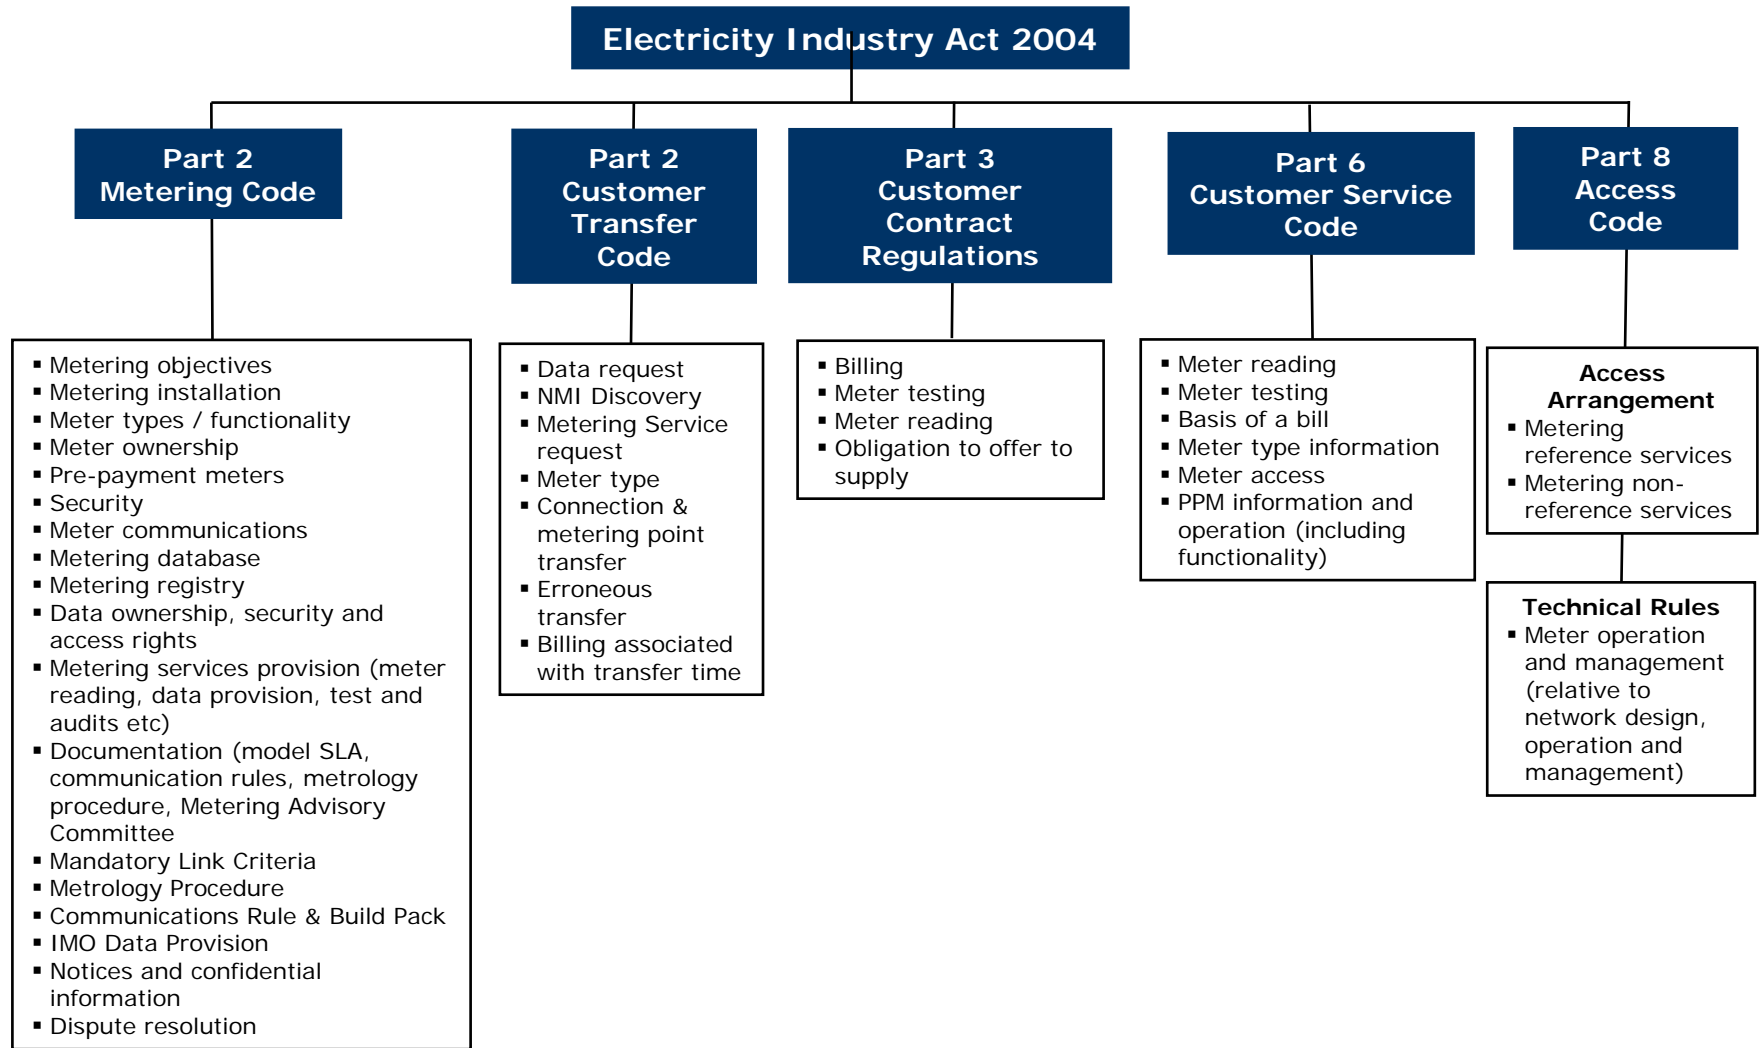 Electricity Industry Act 2004
Part 2
Metering Code
Part 2
Customer
Transfer
Code
Part 3
Customer
Contract
Regulations
Part 6
Customer Service
Code
Part 8
Access
Code
▪ Metering objectives
▪ Metering installation
▪ Meter types / functionality
▪ Meter ownership
▪ Pre-payment meters
▪ Security
▪ Meter communications
▪ Metering database
▪ Metering registry
▪ Data ownership, security and
access rights
▪ Metering services provision (meter
reading, data provision, test and
audits etc)
▪ Documentation (model SLA,
communication rules, metrology
procedure, Metering Advisory
Committee
▪ Mandatory Link Criteria
▪ Metrology Procedure
▪ Communications Rule & Build Pack
▪ IMO Data Provision
▪ Notices and confidential
information
▪ Dispute resolution
▪ Data request
▪ NMI Discovery
▪ Metering Service
request
▪ Meter type
▪ Connection &
metering point
transfer
▪ Erroneous
transfer
▪ Billing associated
with transfer time
▪ Billing
▪ Meter testing
▪ Meter reading
▪ Obligation to offer to
supply
▪ Meter reading
▪ Meter testing
▪ Basis of a bill
▪ Meter type information
▪ Meter access
▪ PPM information and
operation (including
functionality)
Access
Arrangement
▪ Metering
reference services
▪ Metering non-
reference services
Technical Rules
▪ Meter operation
and management
(relative to
network design,
operation and
management)